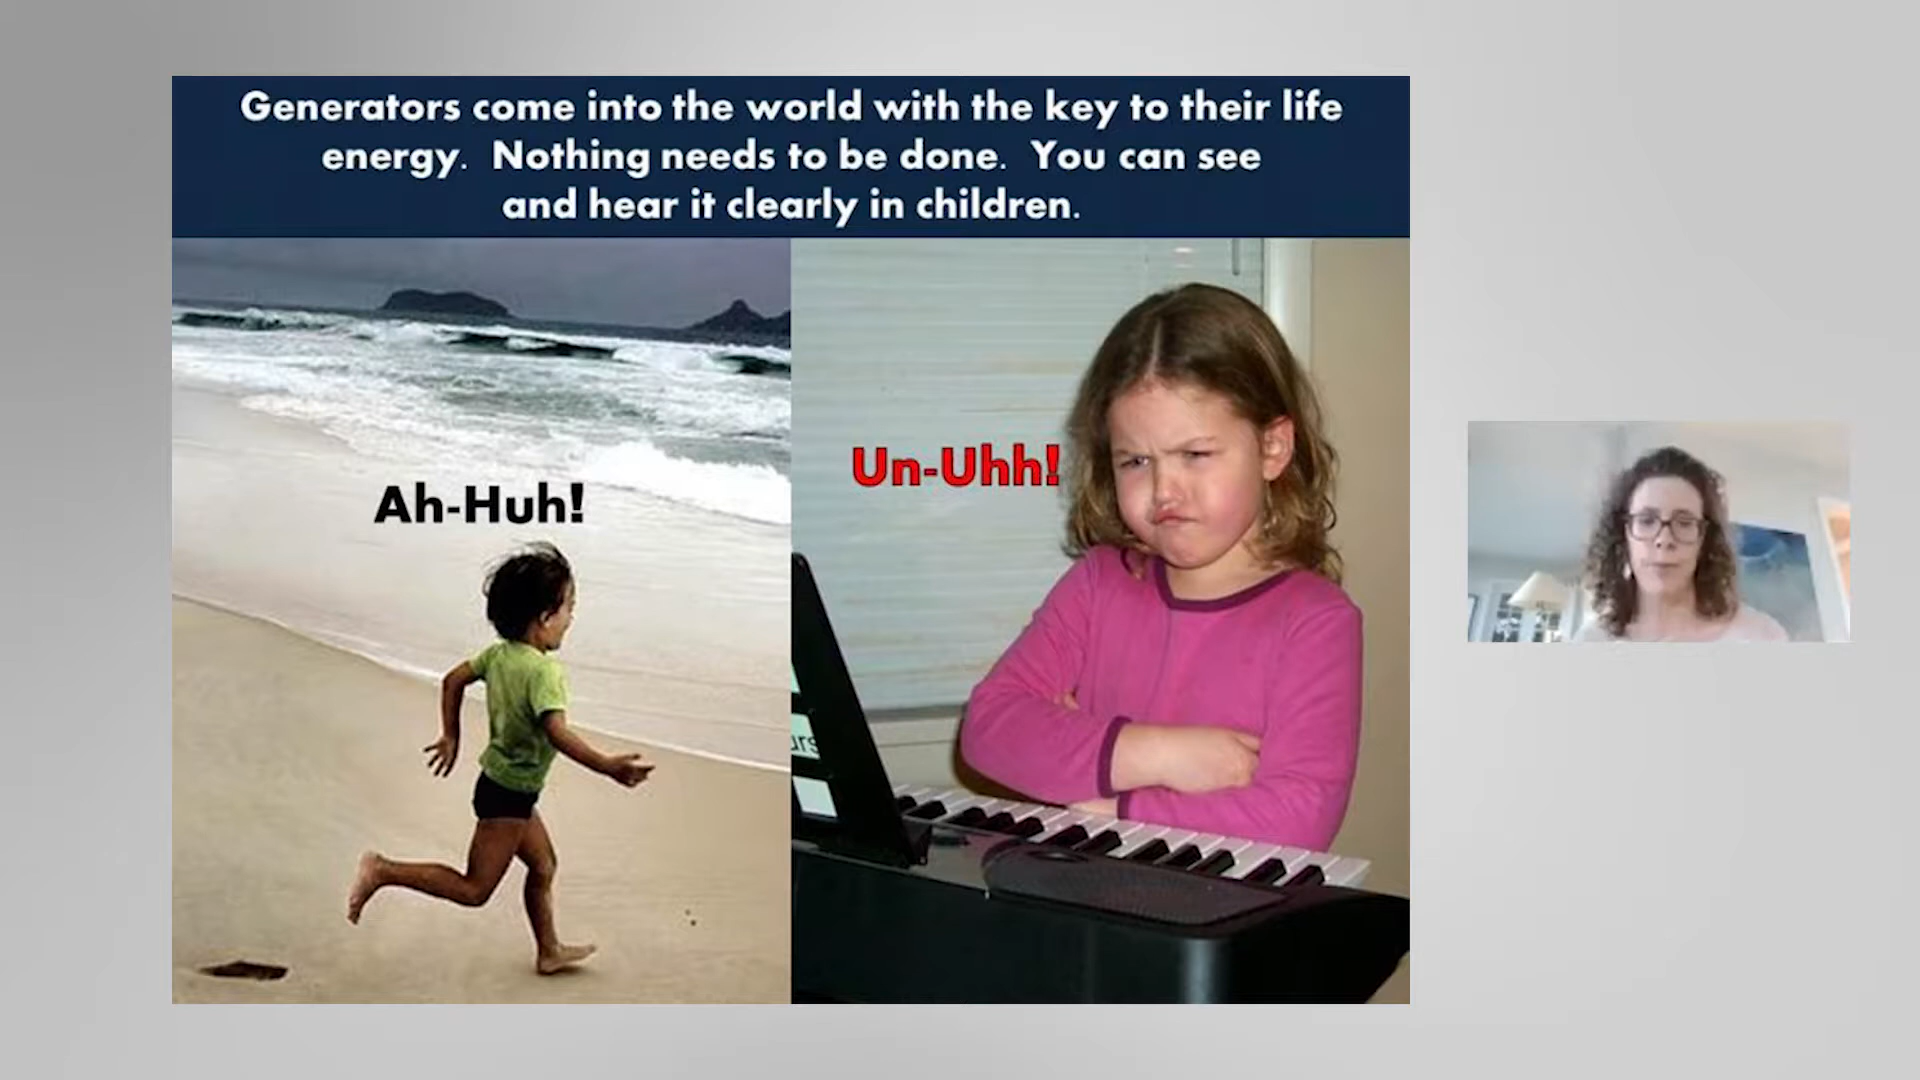 Generators come into the world with the key to their life
energy. Nothing needs to be done. You can see
and hear it clearly in children.
Ah-Huh!
Un-Uhh!